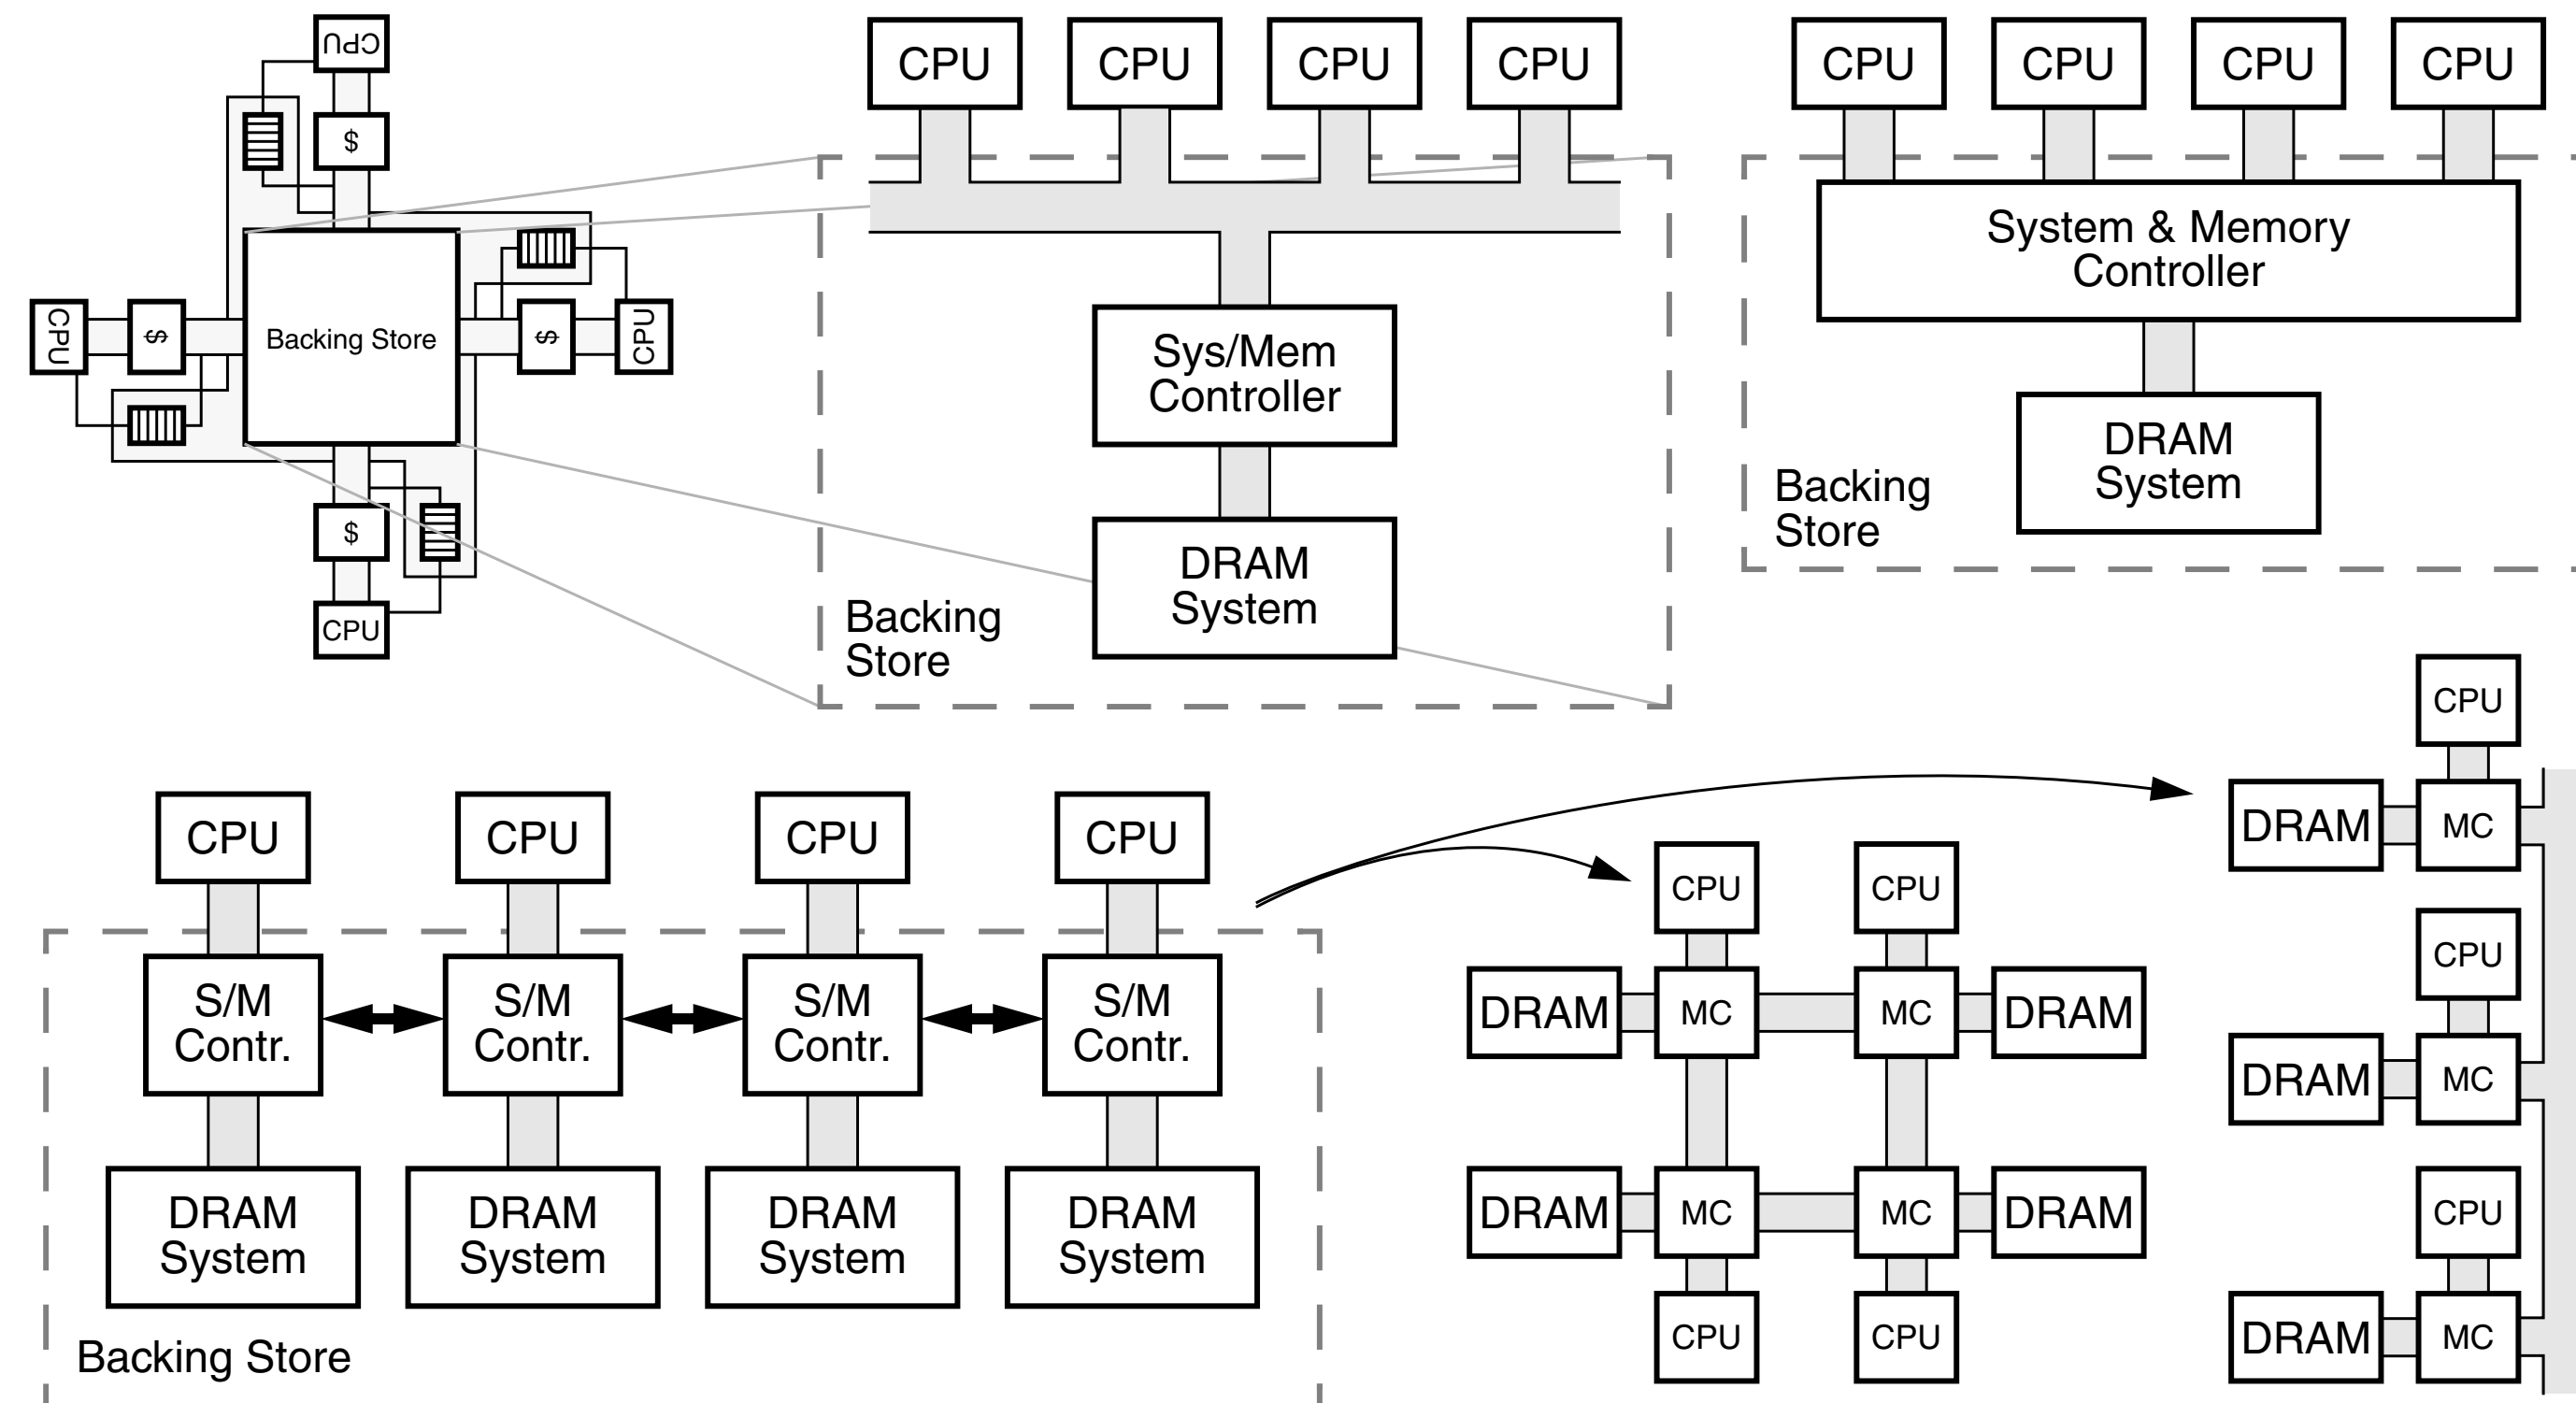 CPU
$
CPU
$
Backing Store
$
CPU
$
CPU
CPU
CPU
CPU
CPU
Sys/Mem
Controller
DRAM
System
Backing
Store
CPU
CPU
CPU
CPU
System & Memory
Controller
DRAM
System
Backing
Store
CPU
CPU
CPU
CPU
S/M
Contr.
S/M
Contr.
S/M
Contr.
S/M
Contr.
DRAM
System
DRAM
System
DRAM
System
DRAM
System
Backing Store
CPU
CPU
DRAM
MC
MC
DRAM
DRAM
MC
MC
DRAM
CPU
CPU
CPU
DRAM
MC
CPU
DRAM
MC
CPU
DRAM
MC